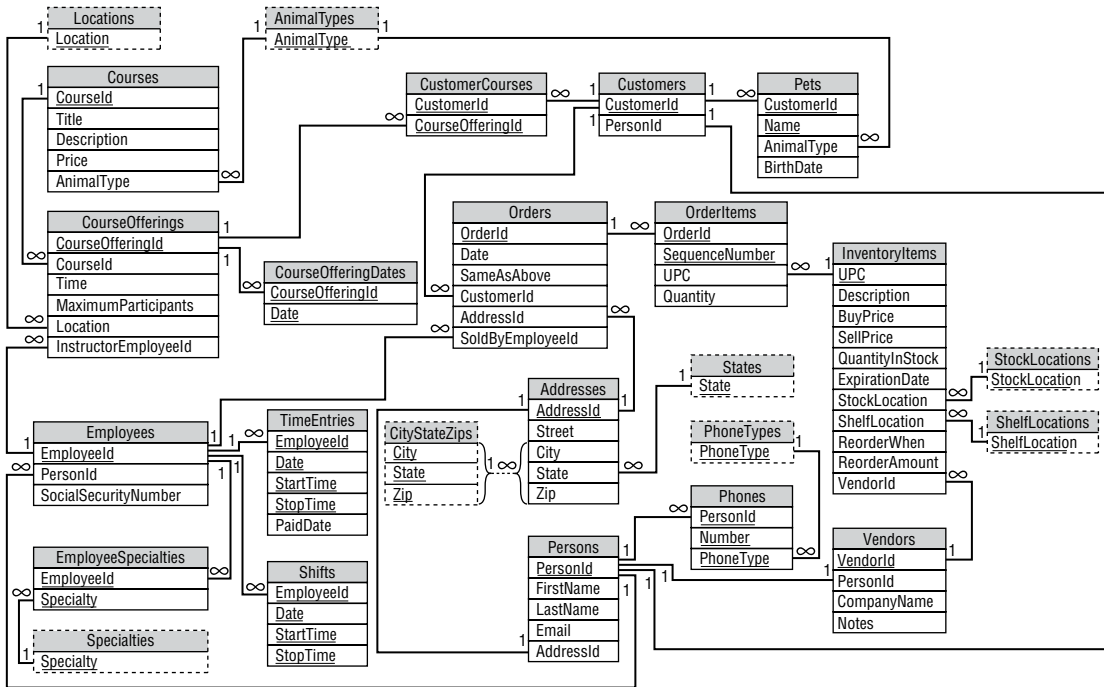 Locations
Location
AnimalTypes
AnimalType
Courses
CourseId
Title
Description
Price
AnimalType
CustomerCourses
CustomerId
CourseOfferingId
Customers
CustomerId
PersonId
Pets
CustomerId
Name
AnimalType
BirthDate
CourseOfferings
CourseOfferingId
CourseId
Time
MaximumParticipants
Location
InstructorEmployeeId
CourseOfferingDates
CourseOfferingId
Date
Orders
OrderId
Date
SameAsAbove
CustomerId
AddressId
SoldByEmployeeId
OrderItems
OrderId
SequenceNumber
UPC
Quantity
InventoryItems
UPC
Description
BuyPrice
SellPrice
QuantityInStock
ExpirationDate
StockLocation
ShelfLocation
ReorderWhen
ReorderAmount
VendorId
StockLocations
StockLocation
ShelfLocations
ShelfLocation
Employees
EmployeeId
PersonId
SocialSecurityNumber
TimeEntries
EmployeeId
Date
StartTime
StopTime
PaidDate
CityStateZips
City
State
Zip
Addresses
AddressId
Street
City
State
Zip
States
State
PhoneTypes
PhoneType
Phones
PersonId
Number
PhoneType
EmployeeSpecialties
EmployeeId
Specialty
Specialties
Specialty
Shifts
EmployeeId
Date
StartTime
StopTime
Persons
PersonId
FirstName
LastName
Email
AddressId
Vendors
VendorId
PersonId
CompanyName
Notes